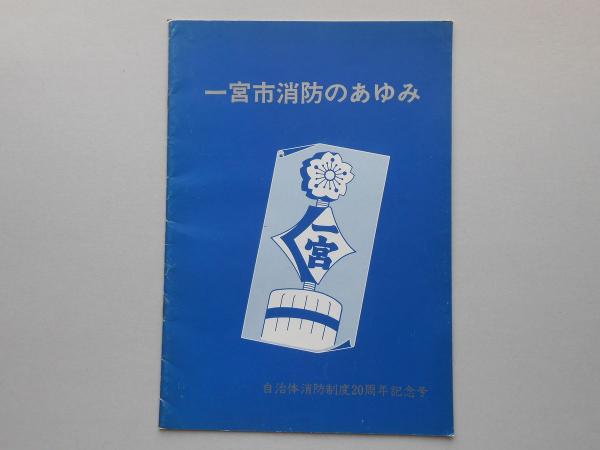 一宮市消防のあゆみ
一宮
自治体消防制度20周年記念号